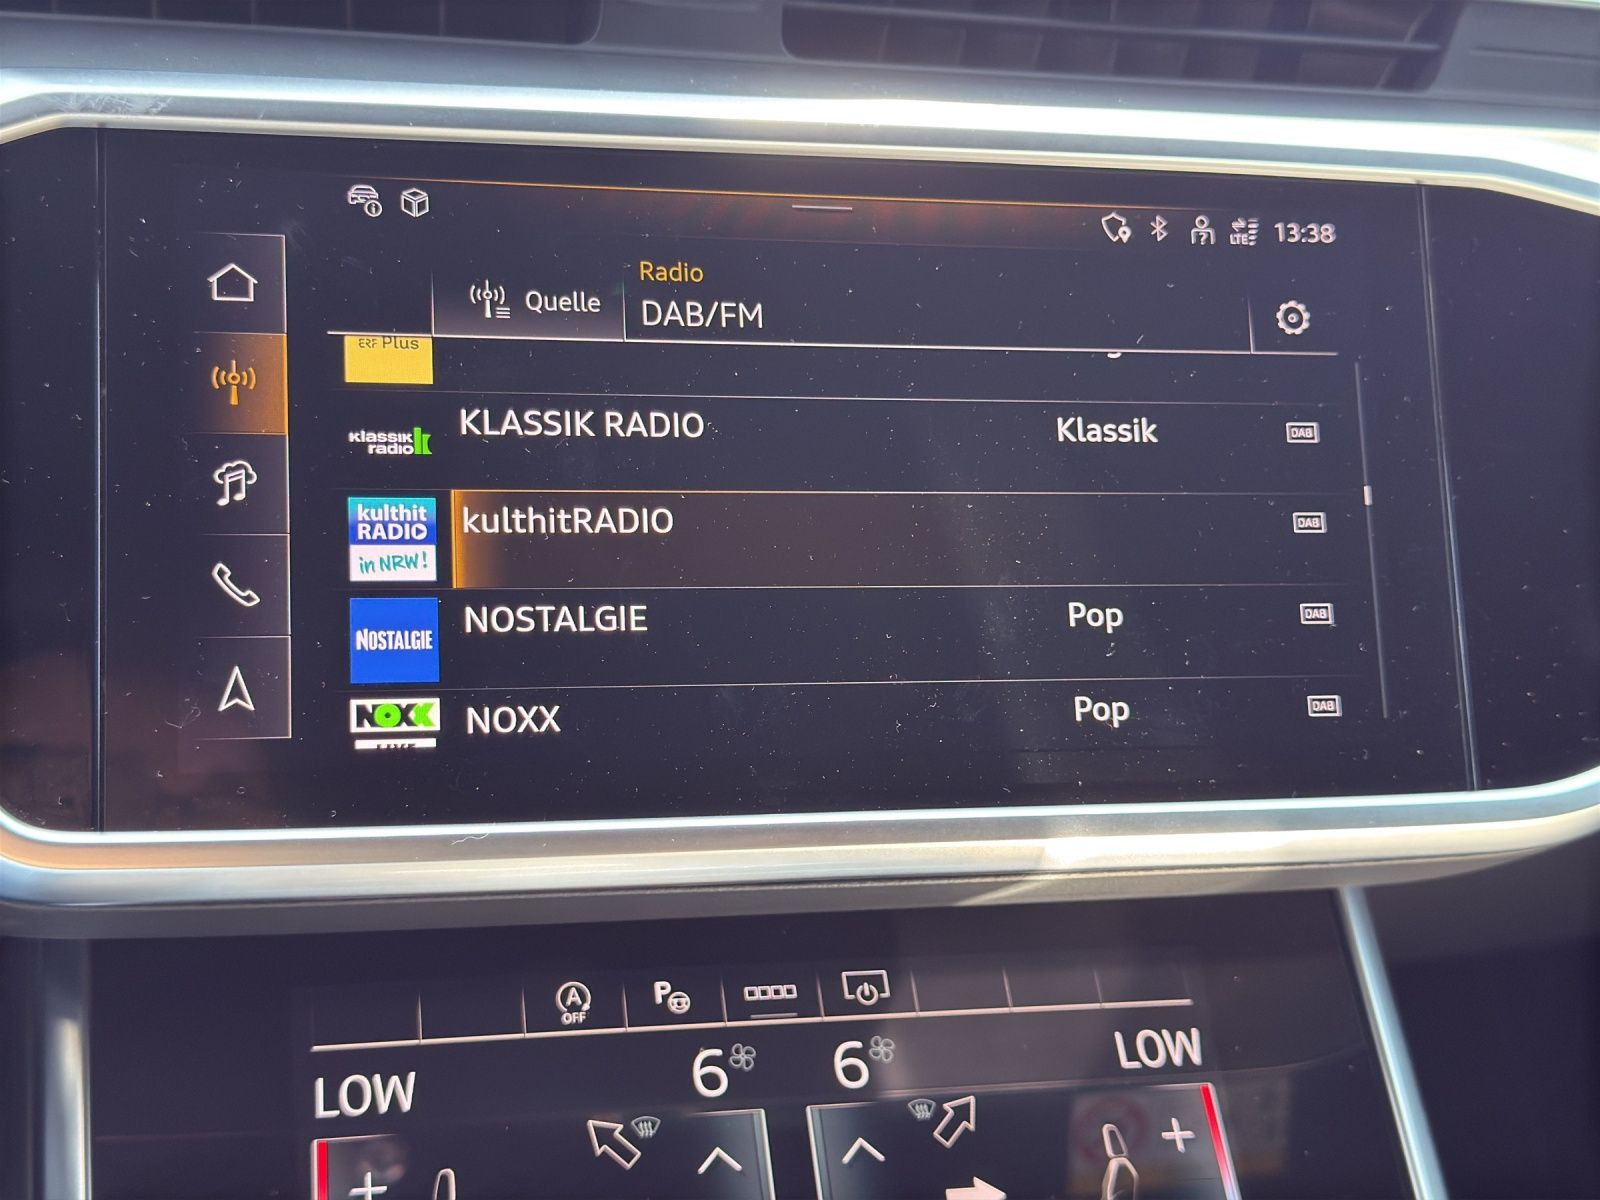 LTE
13:38
Quelle
Radio
DAB/FM
ERF Plus
klassik
radio
KLASSIK RADIO
Klassik
DAB
kulthit
RADIO
in NRW!
kulthitRADIO
DAB
NOSTALGIE
NOSTALGIE
Pop
DAB
NOXX
NOXX
Pop
DAB
A
OFF
P
LOW
6
6
LOW